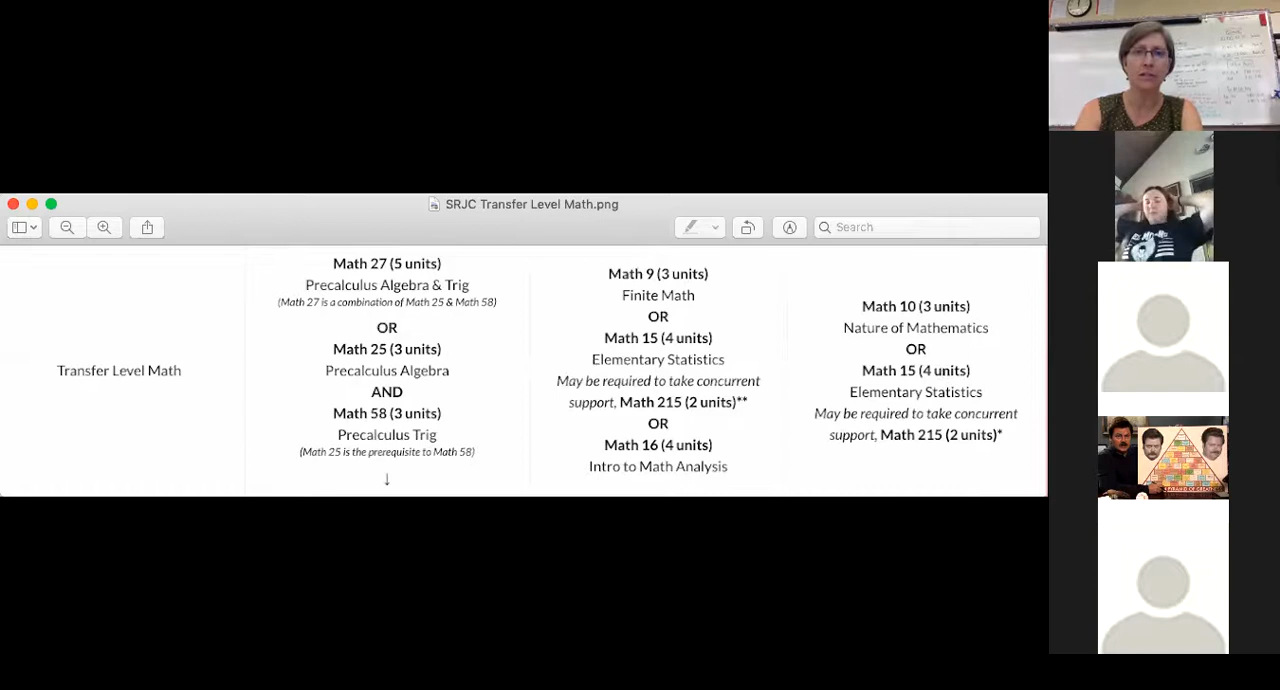 SRJC Transfer Level Math.png
Search
Transfer Level Math
Math 27 (5 units)
Precalculus Algebra & Trig
(Math 27 is a combination of Math 25 & Math 58)
OR
Math 25 (3 units)
Precalculus Algebra
AND
Math 58 (3 units)
Precalculus Trig
(Math 25 is the prerequisite to Math 58)
↓
Math 9 (3 units)
Finite Math
OR
Math 15 (4 units)
Elementary Statistics
May be required to take concurrent
support, Math 215 (2 units)**
OR
Math 16 (4 units)
Intro to Math Analysis
Math 10 (3 units)
Nature of Mathematics
OR
Math 15 (4 units)
Elementary Statistics
May be required to take concurrent
support, Math 215 (2 units)*